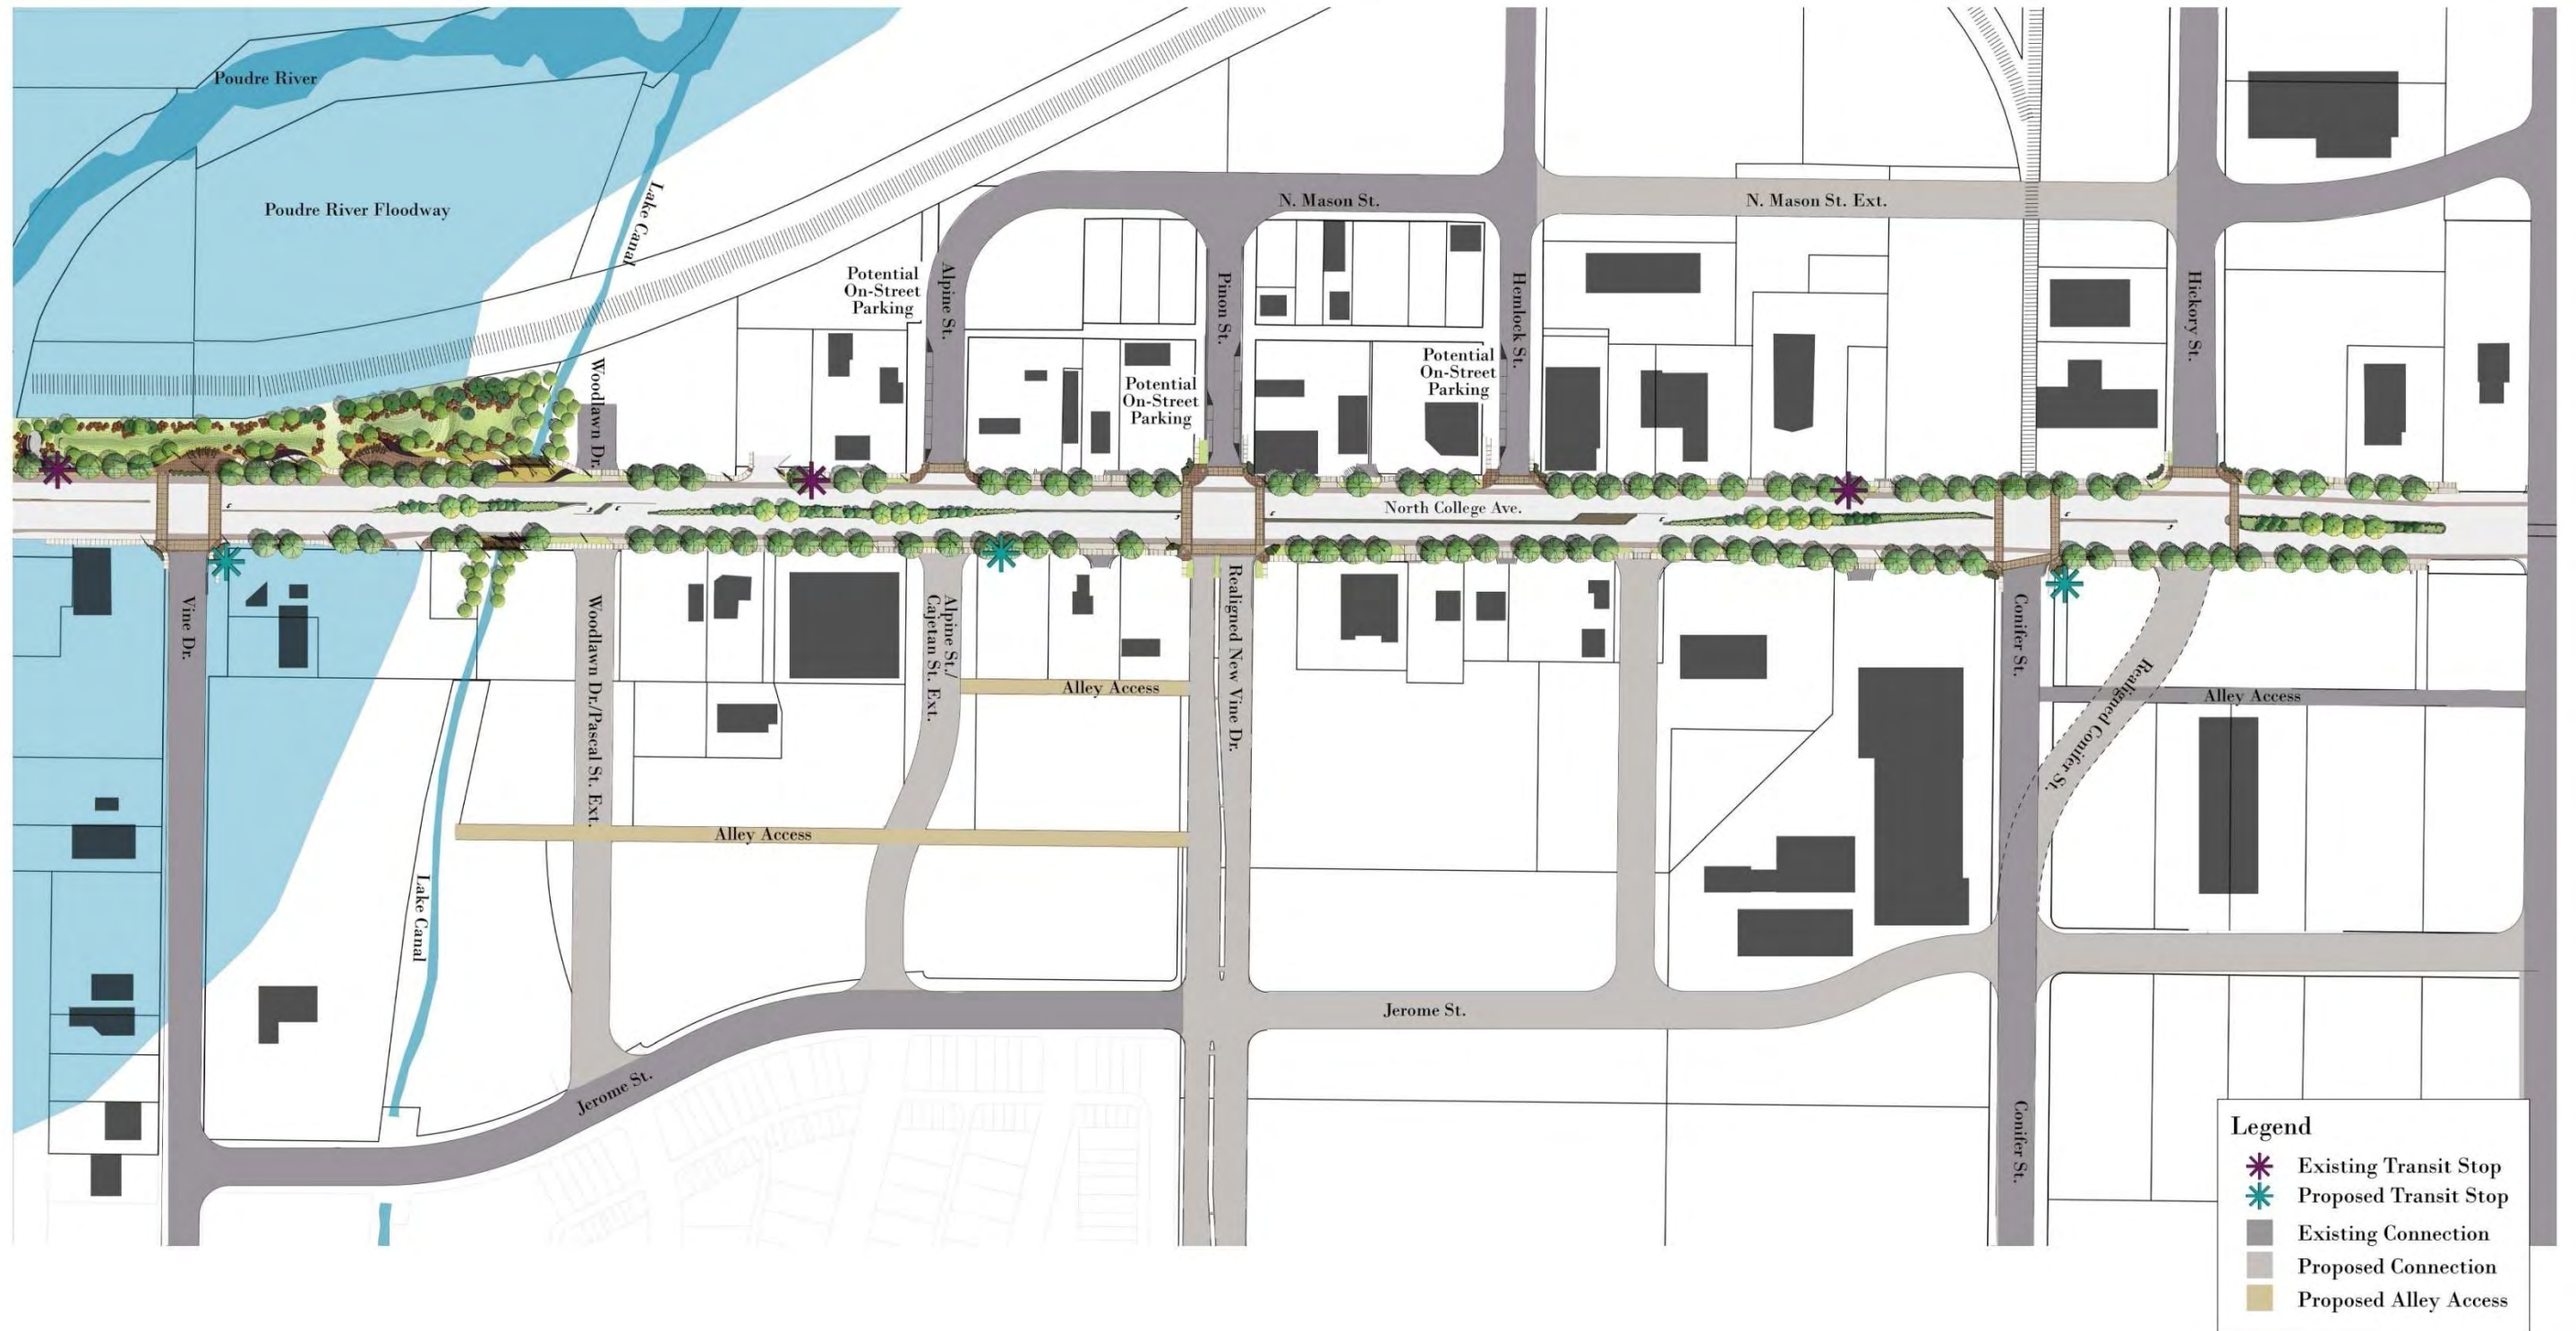 Poudre River
Poudre River Floodway
Lake Canal
N. Mason St.
N. Mason St. Ext.
Potential
On-Street
Parking
Alpine St.
Pinon St.
Hemlock St.
Hickory St.
Woodlawn Dr.
Potential
On-Street
Parking
Potential
On-Street
Parking
North College Ave.
Vine Dr.
Woodlawn Dr./Pascal St. Ext.
Alpine St./
Cajetan St. Ext.
Realigned New Vine Dr.
Conifer St.
Realigned Conifer St.
Alley Access
Alley Access
Alley Access
Lake Canal
Jerome St.
Jerome St.
Conifer St.
Legend
Existing Transit Stop
Proposed Transit Stop
Existing Connection
Proposed Connection
Proposed Alley Access